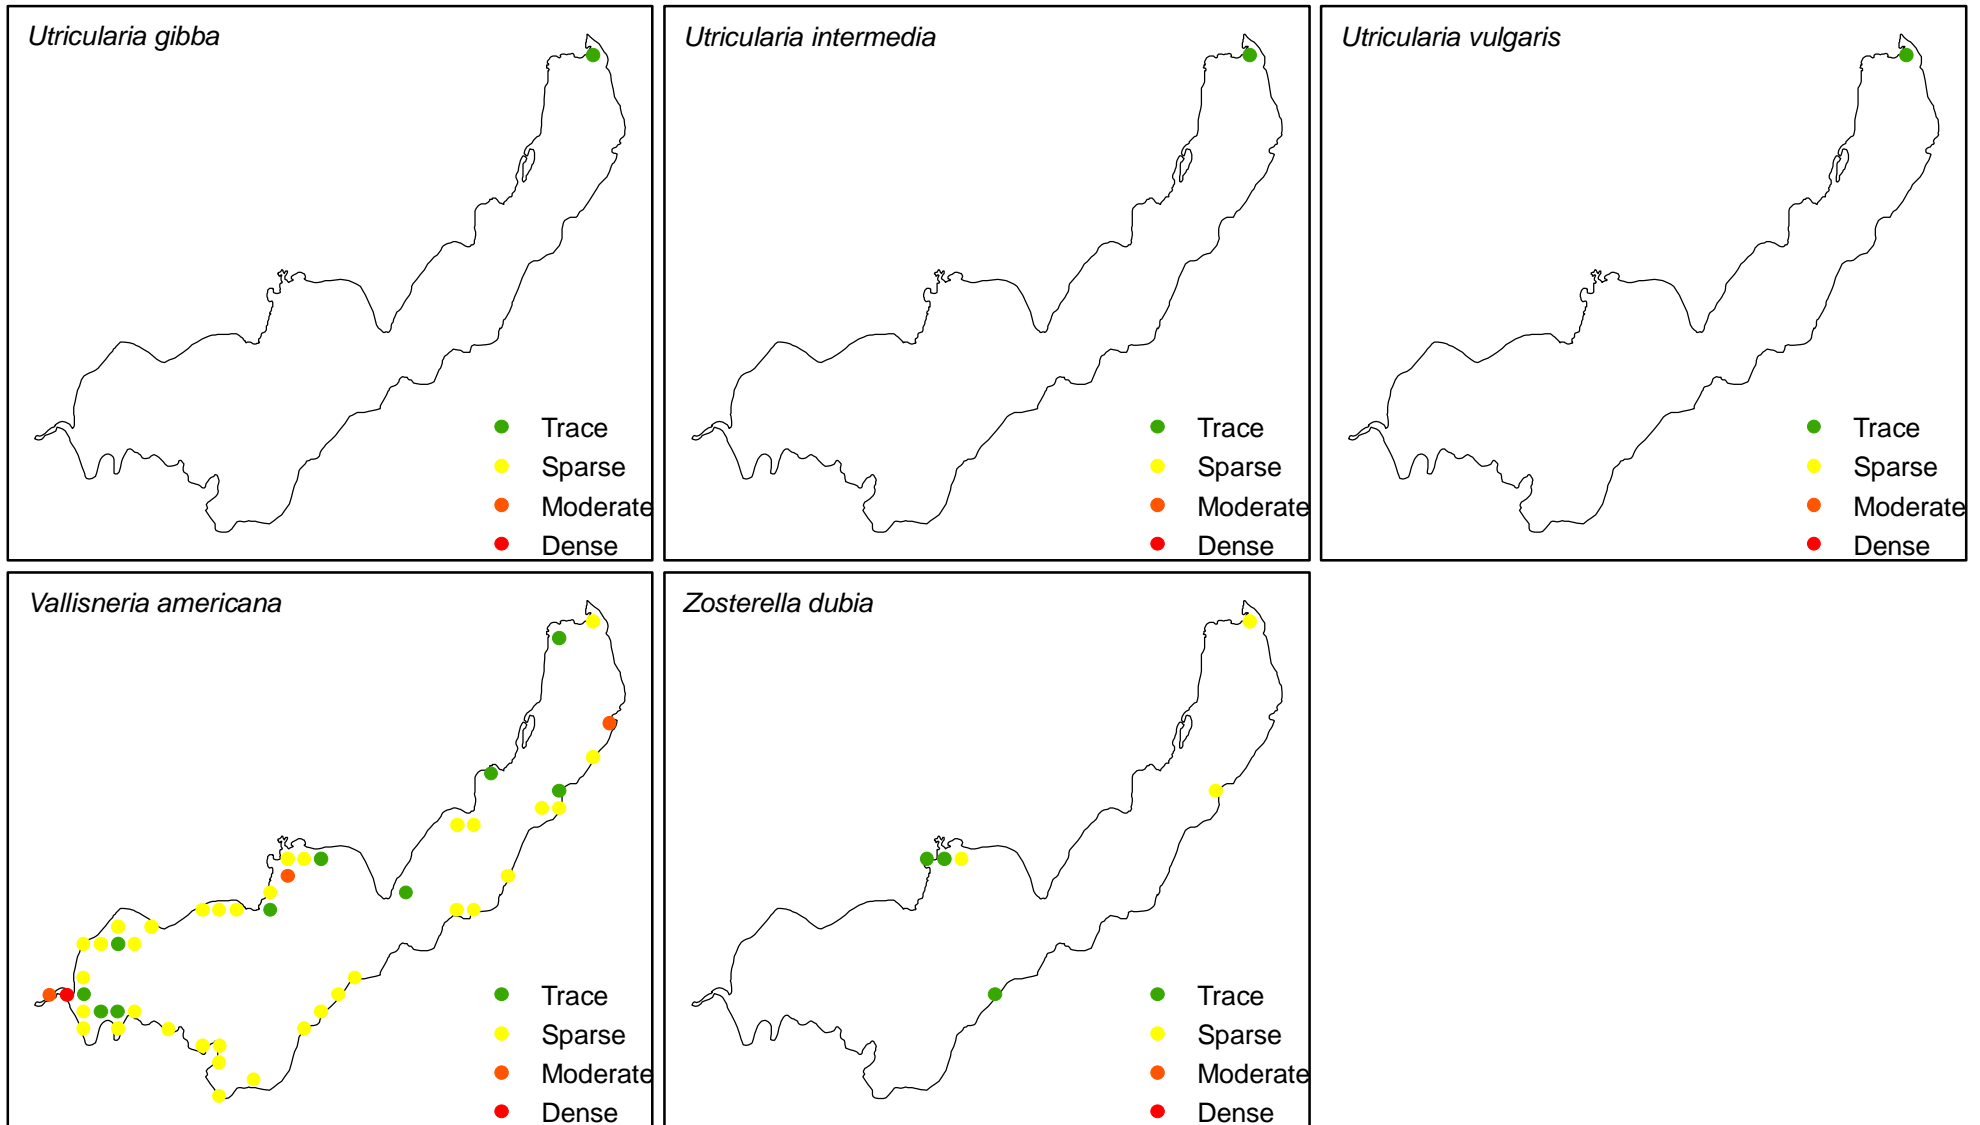 Utricularia gibba
Trace
Sparse
Moderate
Dense
Utricularia intermedia
Trace
Sparse
Moderate
Dense
Utricularia vulgaris
Trace
Sparse
Moderate
Dense
Vallisneria americana
Trace
Sparse
Moderate
Dense
Zosterella dubia
Trace
Sparse
Moderate
Dense